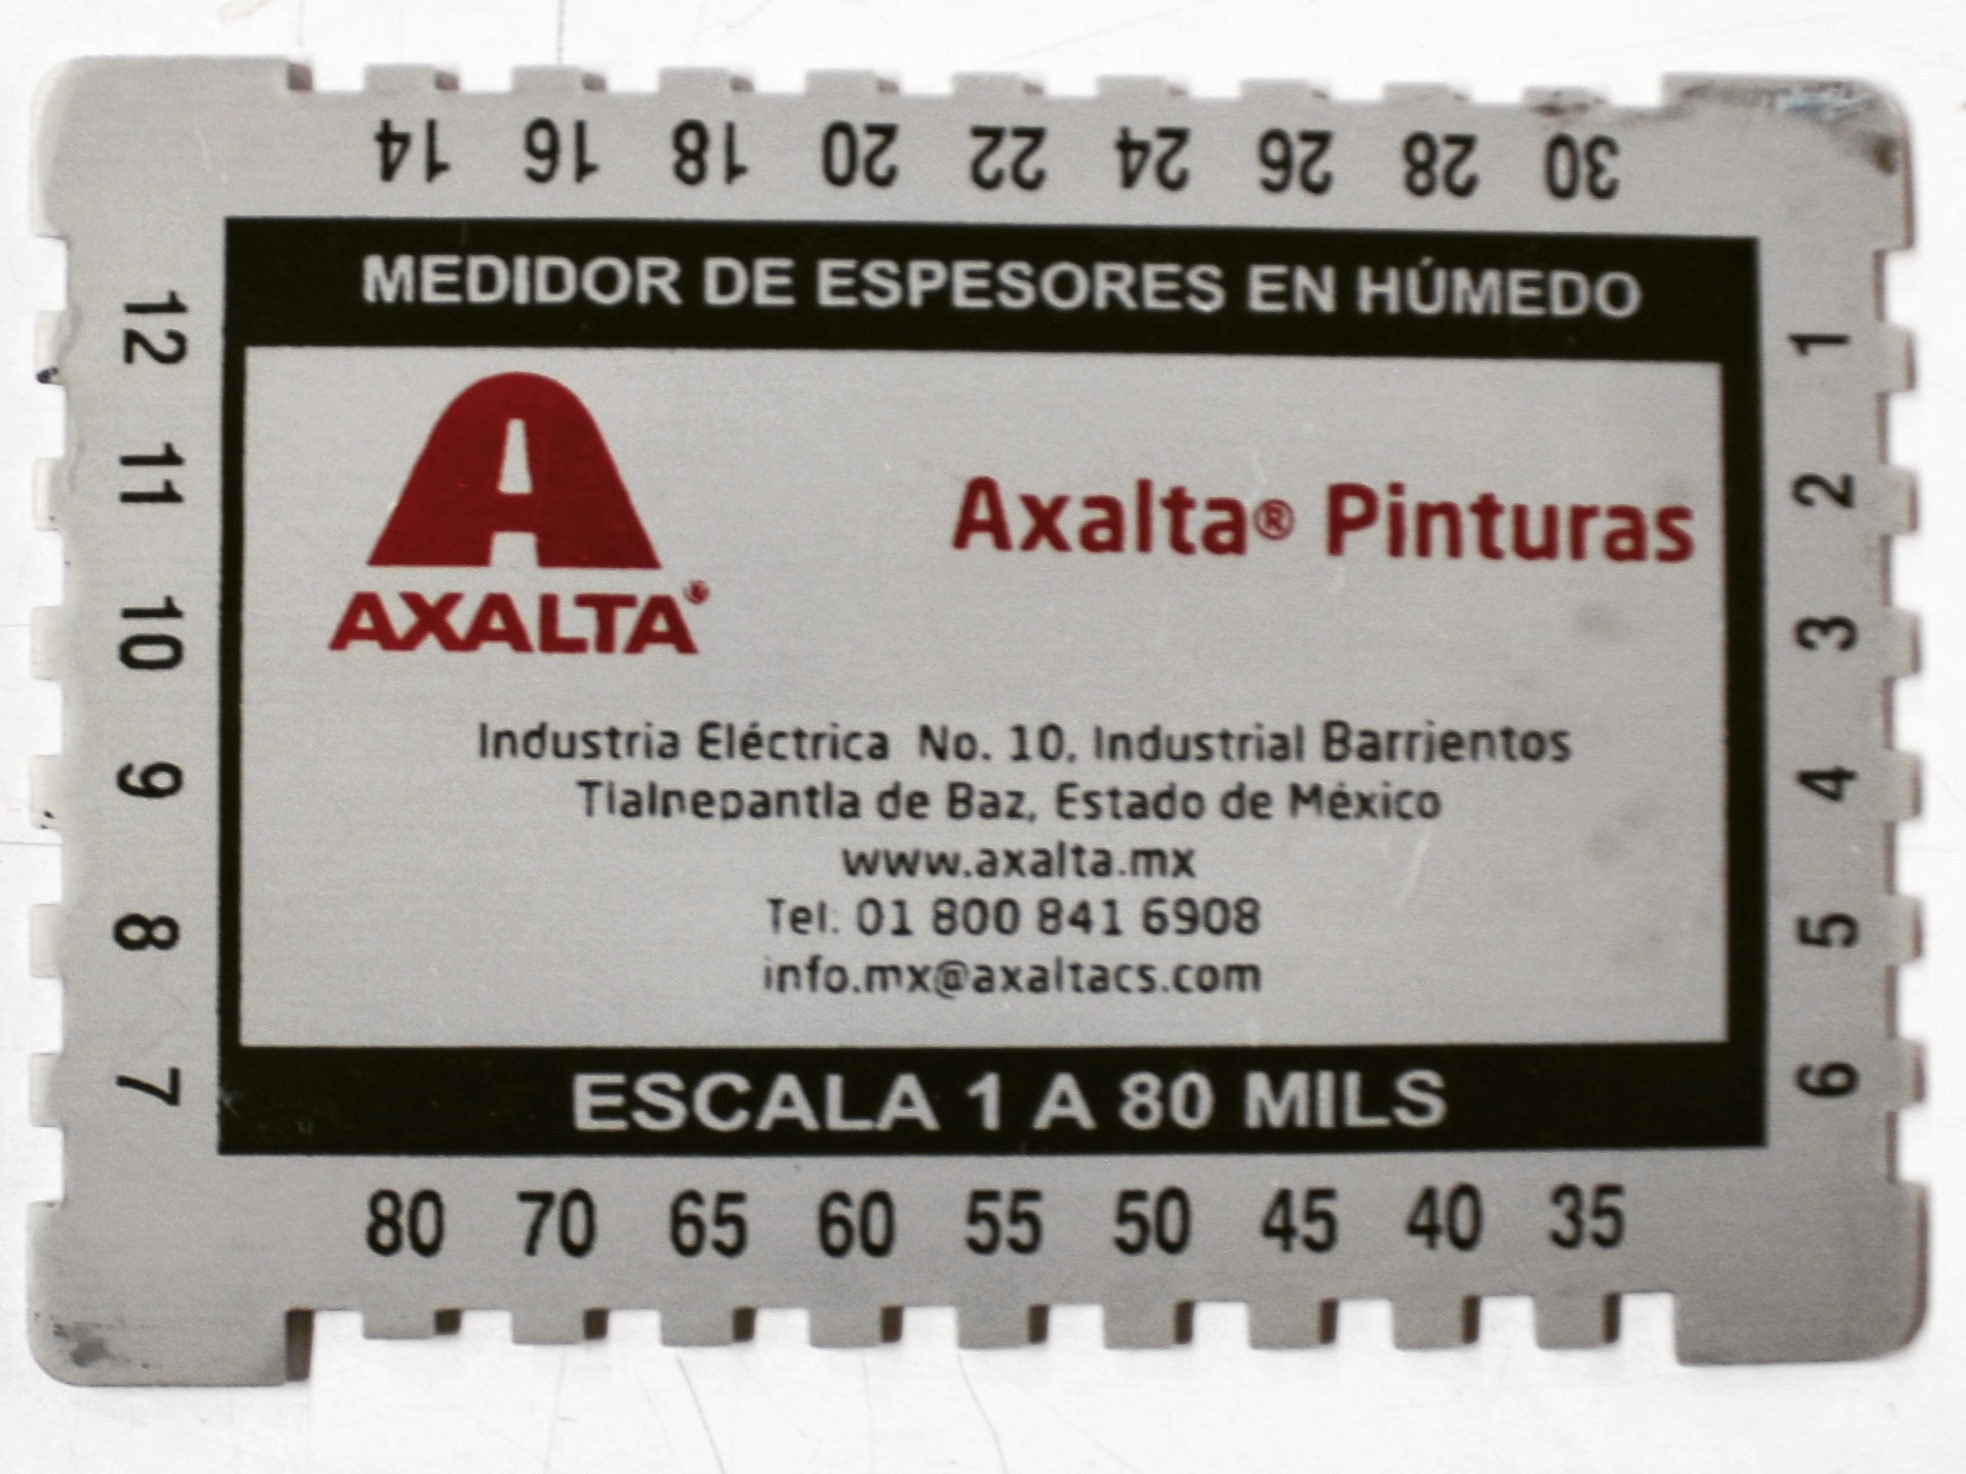 14 16 18 20 22 24 26 28 30
MEDIDOR DE ESPESORES EN HÚMEDO
AXALTA®
Axalta® Pinturas
Industria Eléctrica No. 10, Industrial Barrientos
Tlalnepantla de Baz, Estado de México
www.axalta.mx
Tel. 01 800 841 6908
info.mx@axaltacs.com
ESCALA 1 A 80 MILS
12
11
10
9
8
7
1
2
3
4
5
6
80 70 65 60 55 50 45 40 35